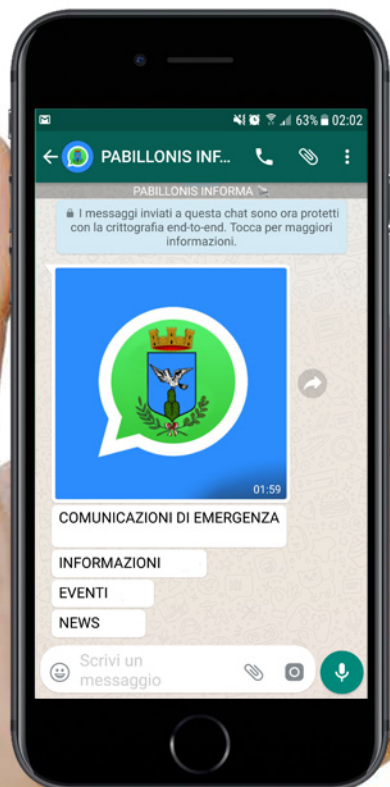 63% 02:02
PABILLONIS INF...
PABILLONIS INFORMA
I messaggi inviati a questa chat sono ora protetti
con la crittografia end-to-end. Tocca per maggiori
informazioni.
01:59
COMUNICAZIONI DI EMERGENZA
INFORMAZIONI
EVENTI
NEWS
Scrivi un
messaggio